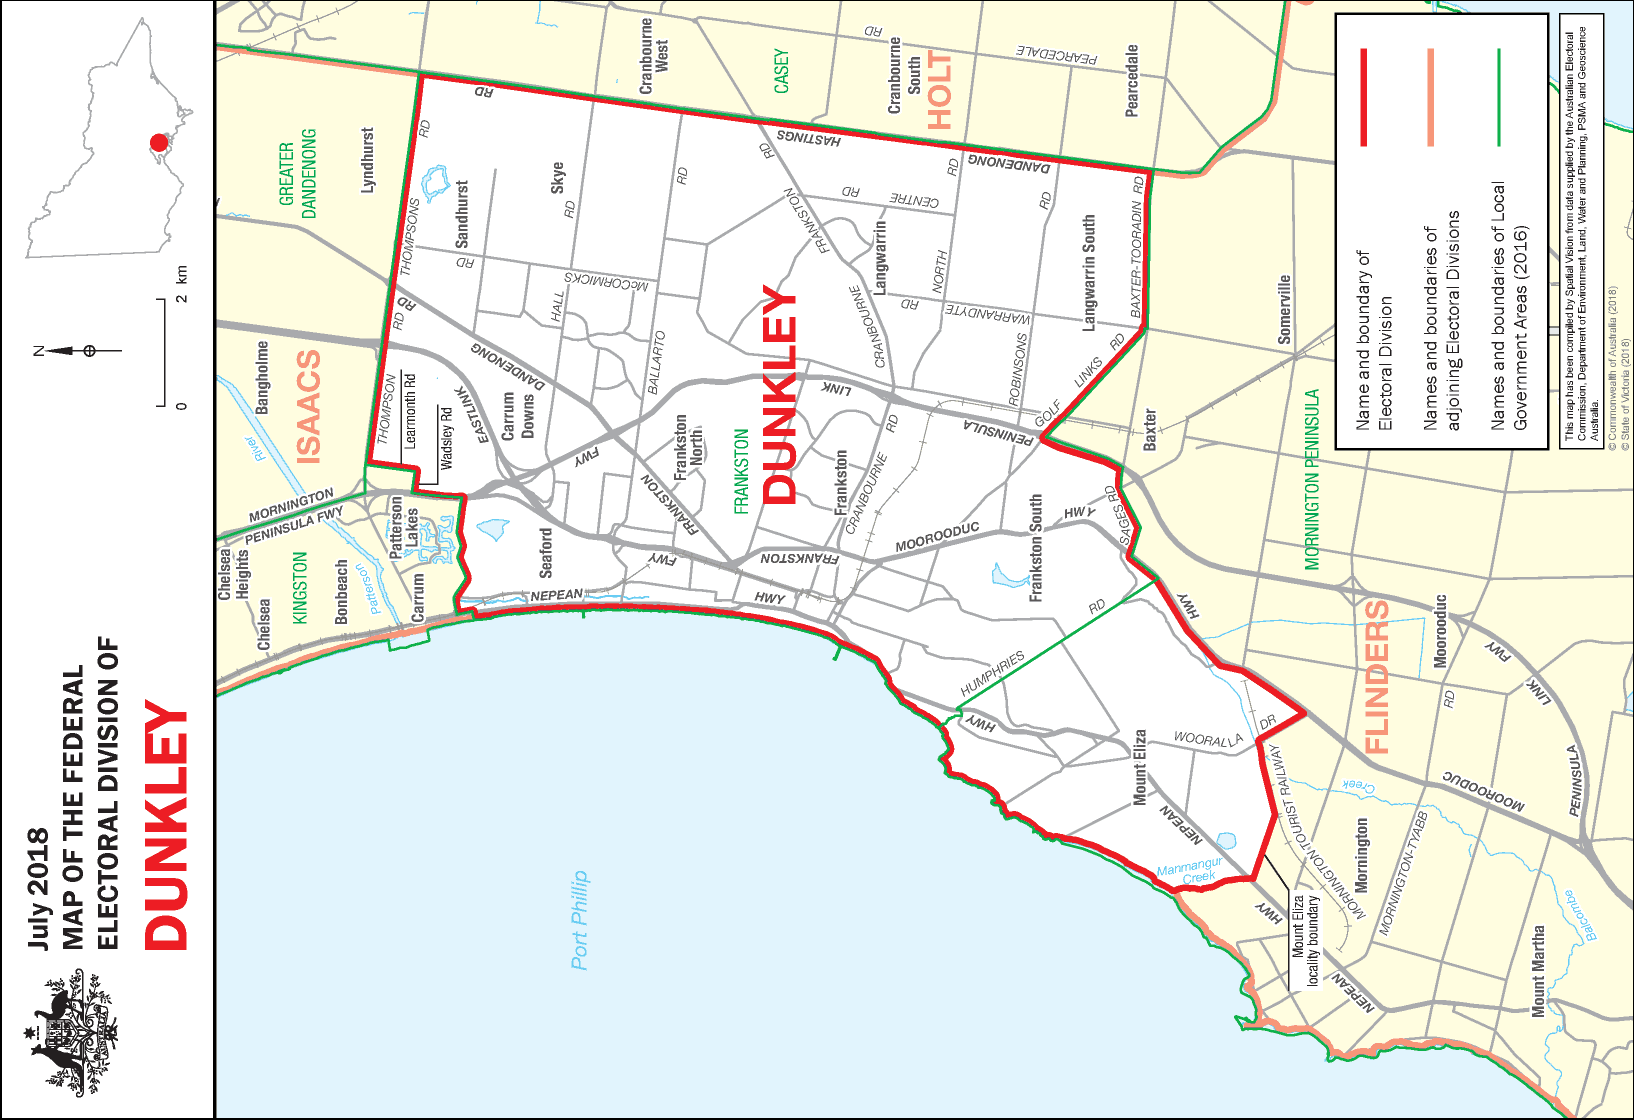 July 2018
MAP OF THE FEDERAL
ELECTORAL DIVISION OF
DUNKLEY
N
0
2 km
Chelsea
Heights
Chelsea
KINGSTON
Bonbeach
Carrum
Patterson
Patterson
Lakes
MORNINGTON
PENINSULA FWY
River
Bangholme
ISAACS
GREATER
DANDENONG
Lyndhurst
THOMPSON
RD
RD
THOMPSONS
RD
RD
Learmonth Rd
Wadsley Rd
EASTLINK
Carrum
Downs
DANDENONG
Sandhurst
RD
Skye
RD
HALL
McCORMICKS
BALLARTO
RD
Seaford
NEPEAN
HWY
FWY
FWY
FRANKSTON
FRANKSTON
FRANKSTON
Frankston
North
FRANKSTON
DUNKLEY
Frankston
CRANBOURNE
RD
LINK
PENINSULA
MOOROODUC
HWY
Frankston South
SAGES RD
HWY
HUMPHRIES
RD
HWY
Mount Eliza
WOORALLA
DR
NEPEAN
Manmangur
Creek
HWY
NEPEAN
Mount Eliza
locality boundary
MORNINGTON TOURIST RAILWAY
Mornington
MORNINGTON-TYABB
RD
Creek
MOOROODUC
Balcombe
Mount Martha
FLINDERS
Moorooduc
FWY
LINK
PENINSULA
MORNINGTON PENINSULA
Baxter
GOLF
LINKS
RD
BAXTER-TOORADIN
RD
Somerville
Langwarrin South
ROBINSONS
RD
WARRANDYTE
RD
NORTH
RD
CENTRE
RD
Langwarrin
CRANBOURNE
FRANKSTON
RD
HASTINGS
DANDENONG
Cranbourne
West
CASEY
Cranbourne
South
HOLT
PEARCEDALE
RD
Pearcedale
Port Phillip
Name and boundary of
Electoral Division
Names and boundaries of
adjoining Electoral Divisions
Names and boundaries of Local
Government Areas (2016)
This map has been compiled by Spatial Vision from data supplied by the Australian Electoral
Commission, Department of Environment, Land, Water and Planning, PSMA and Geoscience
Australia.
© Commonwealth of Australia (2018)
© State of Victoria (2018)